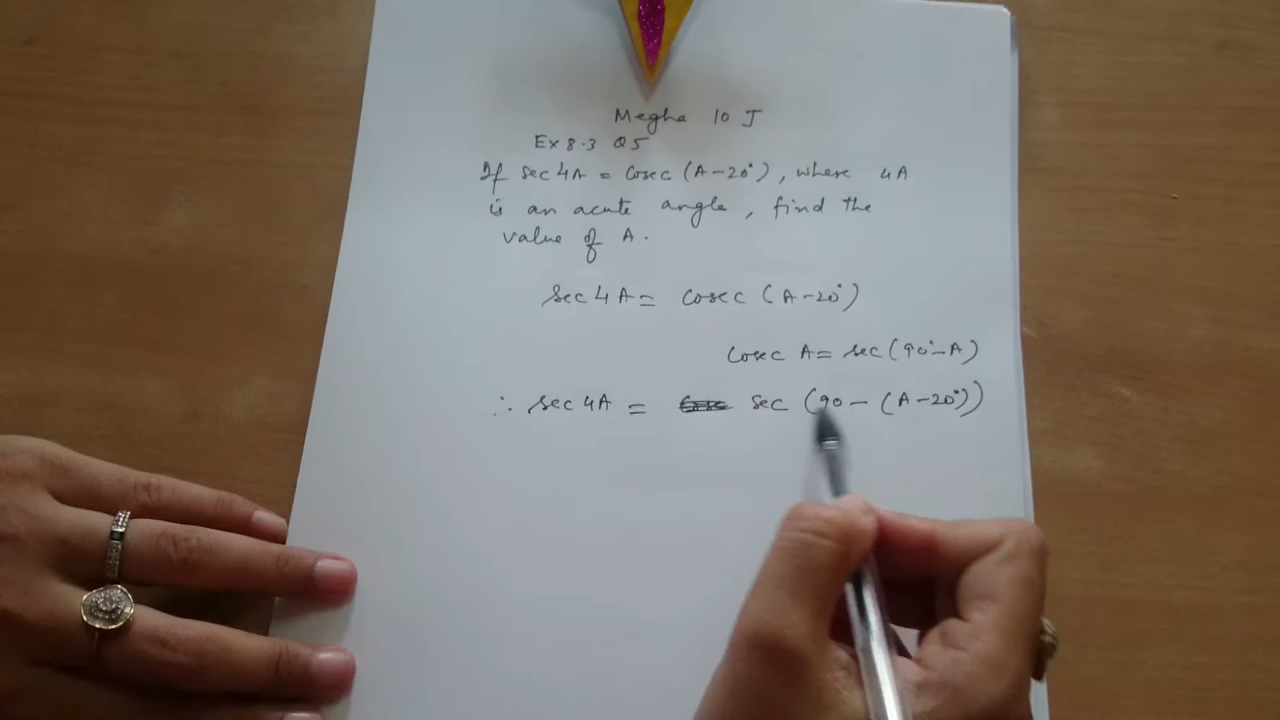 Megha 10 J
Ex 8.3 Q5
If sec 4A = Cosec (A-20°), where 4A
is an acute angle, find the
value of A.
Sec 4A = Cosec (A-20°)
Cosec A = sec (90°-A)
∴ sec 4A = sec (90 - (A-20°))